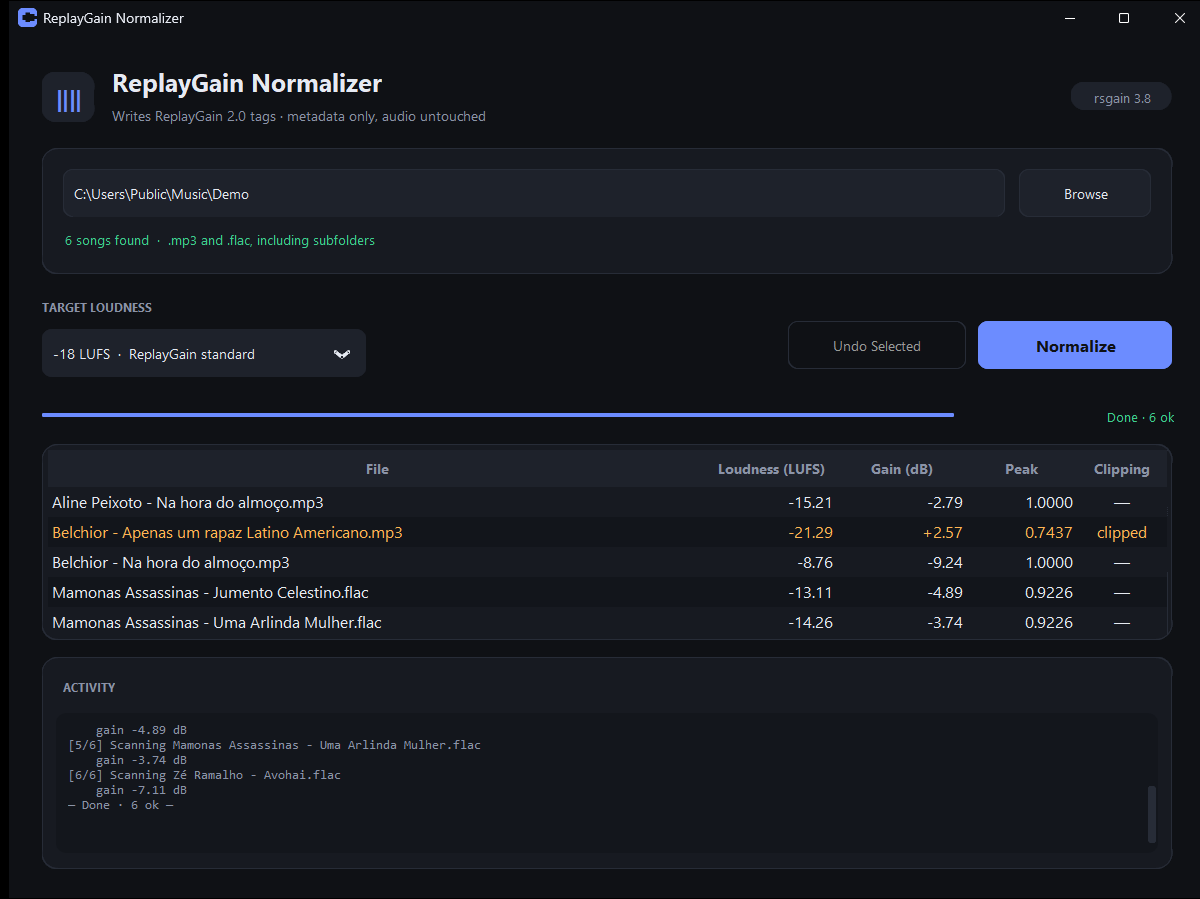 ReplayGain Normalizer
ReplayGain Normalizer
Writes ReplayGain 2.0 tags · metadata only, audio untouched
rsgain 3.8
C:\Users\Public\Music\Demo
Browse
6 songs found · .mp3 and .flac, including subfolders
TARGET LOUDNESS
-18 LUFS · ReplayGain standard
Undo Selected
Normalize
Done · 6 ok
File Loudness (LUFS) Gain (dB) Peak Clipping
Aline Peixoto - Na hora do almoço.mp3 -15.21 -2.79 1.0000 —
Belchior - Apenas um rapaz Latino Americano.mp3 -21.29 +2.57 0.7437 clipped
Belchior - Na hora do almoço.mp3 -8.76 -9.24 1.0000 —
Mamonas Assassinas - Jumento Celestino.flac -13.11 -4.89 0.9226 —
Mamonas Assassinas - Uma Arlinda Mulher.flac -14.26 -3.74 0.9226 —
ACTIVITY
gain -4.89 dB
[5/6] Scanning Mamonas Assassinas - Uma Arlinda Mulher.flac
gain -3.74 dB
[6/6] Scanning Zé Ramalho - Avohai.flac
gain -7.11 dB
— Done · 6 ok —